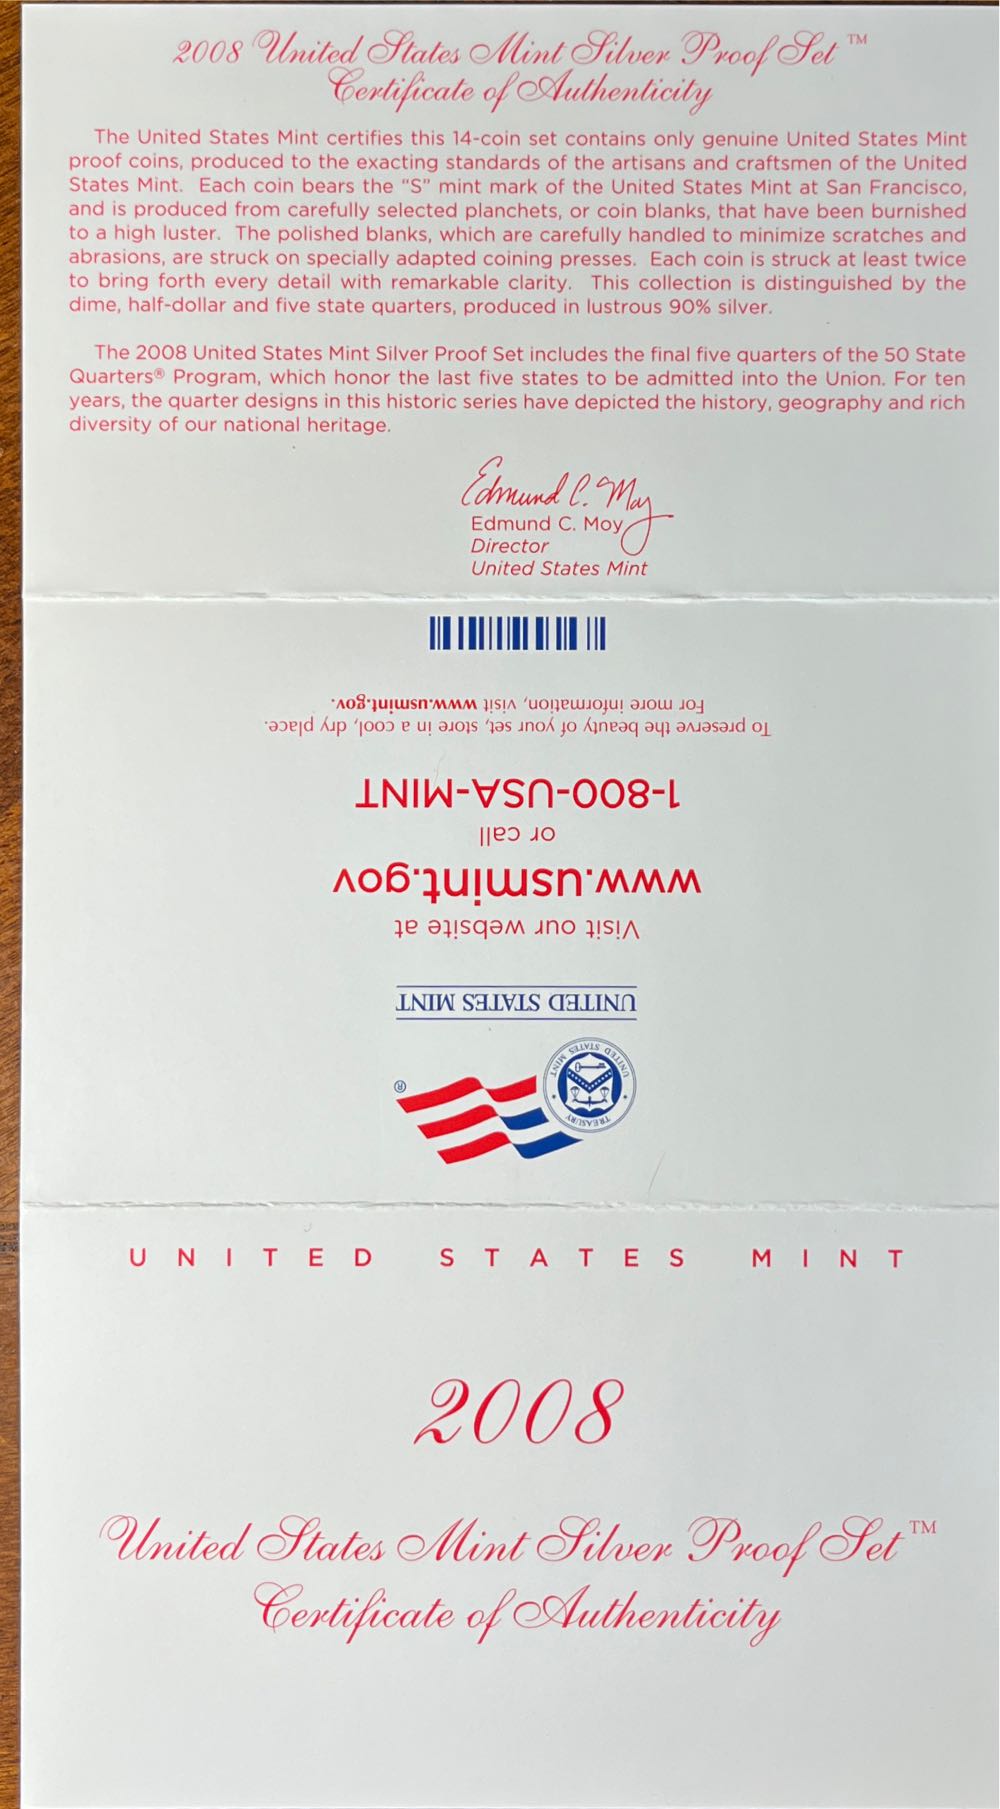 2008 United States Mint Silver Proof Set™
Certificate of Authenticity
The United States Mint certifies this 14-coin set contains only genuine United States Mint
proof coins, produced to the exacting standards of the artisans and craftsmen of the United
States Mint. Each coin bears the “S” mint mark of the United States Mint at San Francisco,
and is produced from carefully selected planchets, or coin blanks, that have been burnished
to a high luster. The polished blanks, which are carefully handled to minimize scratches and
abrasions, are struck on specially adapted coining presses. Each coin is struck at least twice
to bring forth every detail with remarkable clarity. This collection is distinguished by the
dime, half-dollar and five state quarters, produced in lustrous 90% silver.
The 2008 United States Mint Silver Proof Set includes the final five quarters of the 50 State
Quarters® Program, which honor the last five states to be admitted into the Union. For ten
years, the quarter designs in this historic series have depicted the history, geography and rich
diversity of our national heritage.
Edmund C. Moy
Edmund C. Moy
Director
United States Mint
TREASURY
UNITED STATES MINT
®
UNITED STATES MINT
Visit our website at
www.usmint.gov
or call
1-800-USA-MINT
To preserve the beauty of your set, store in a cool, dry place.
For more information, visit www.usmint.gov.
UNITED STATES MINT
2008
United States Mint Silver Proof Set™
Certificate of Authenticity